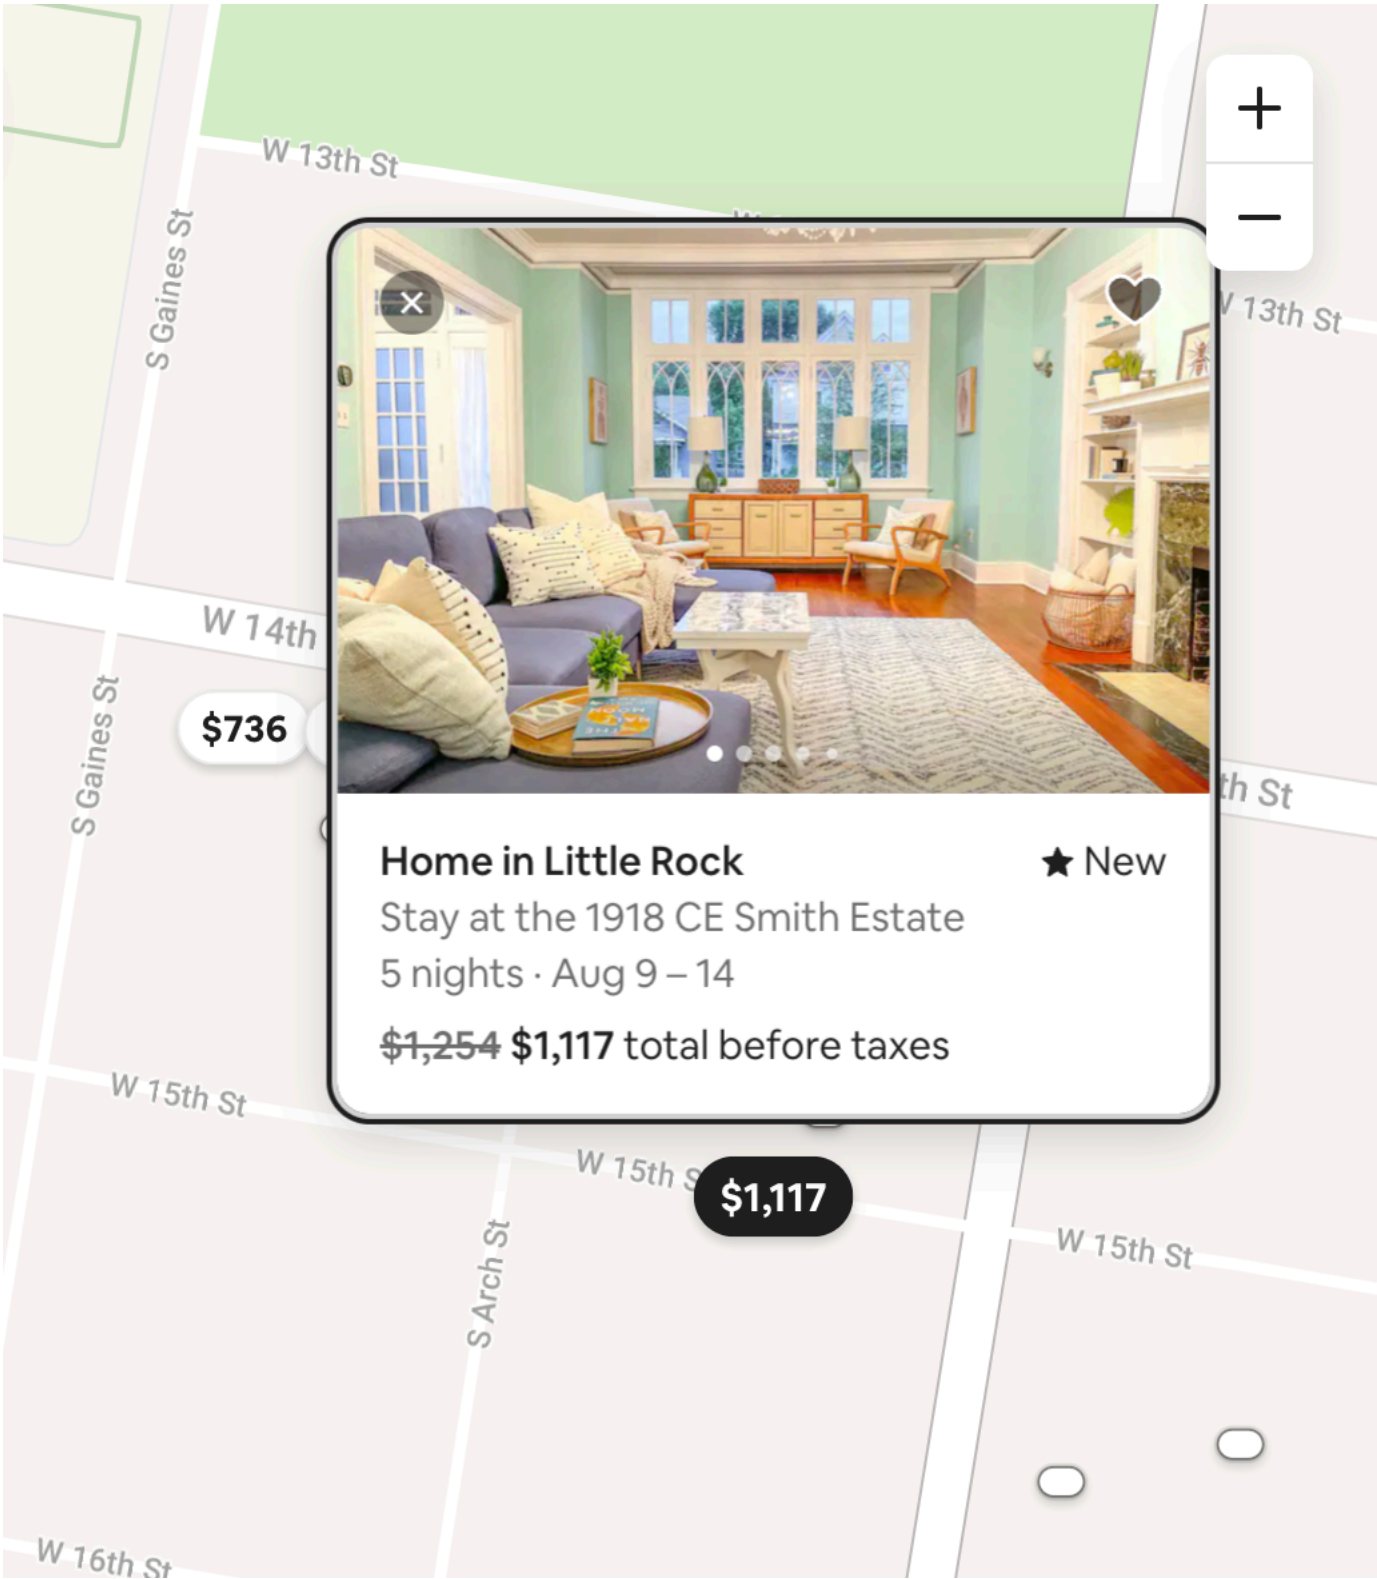 W 13th St
S Gaines St
W 13th St
W 14th
S Gaines St
$736
th St
Home in Little Rock
★ New
Stay at the 1918 CE Smith Estate
5 nights · Aug 9 – 14
$1,254 $1,117 total before taxes
W 15th St
W 15th S
$1,117
W 15th St
S Arch St
W 16th St